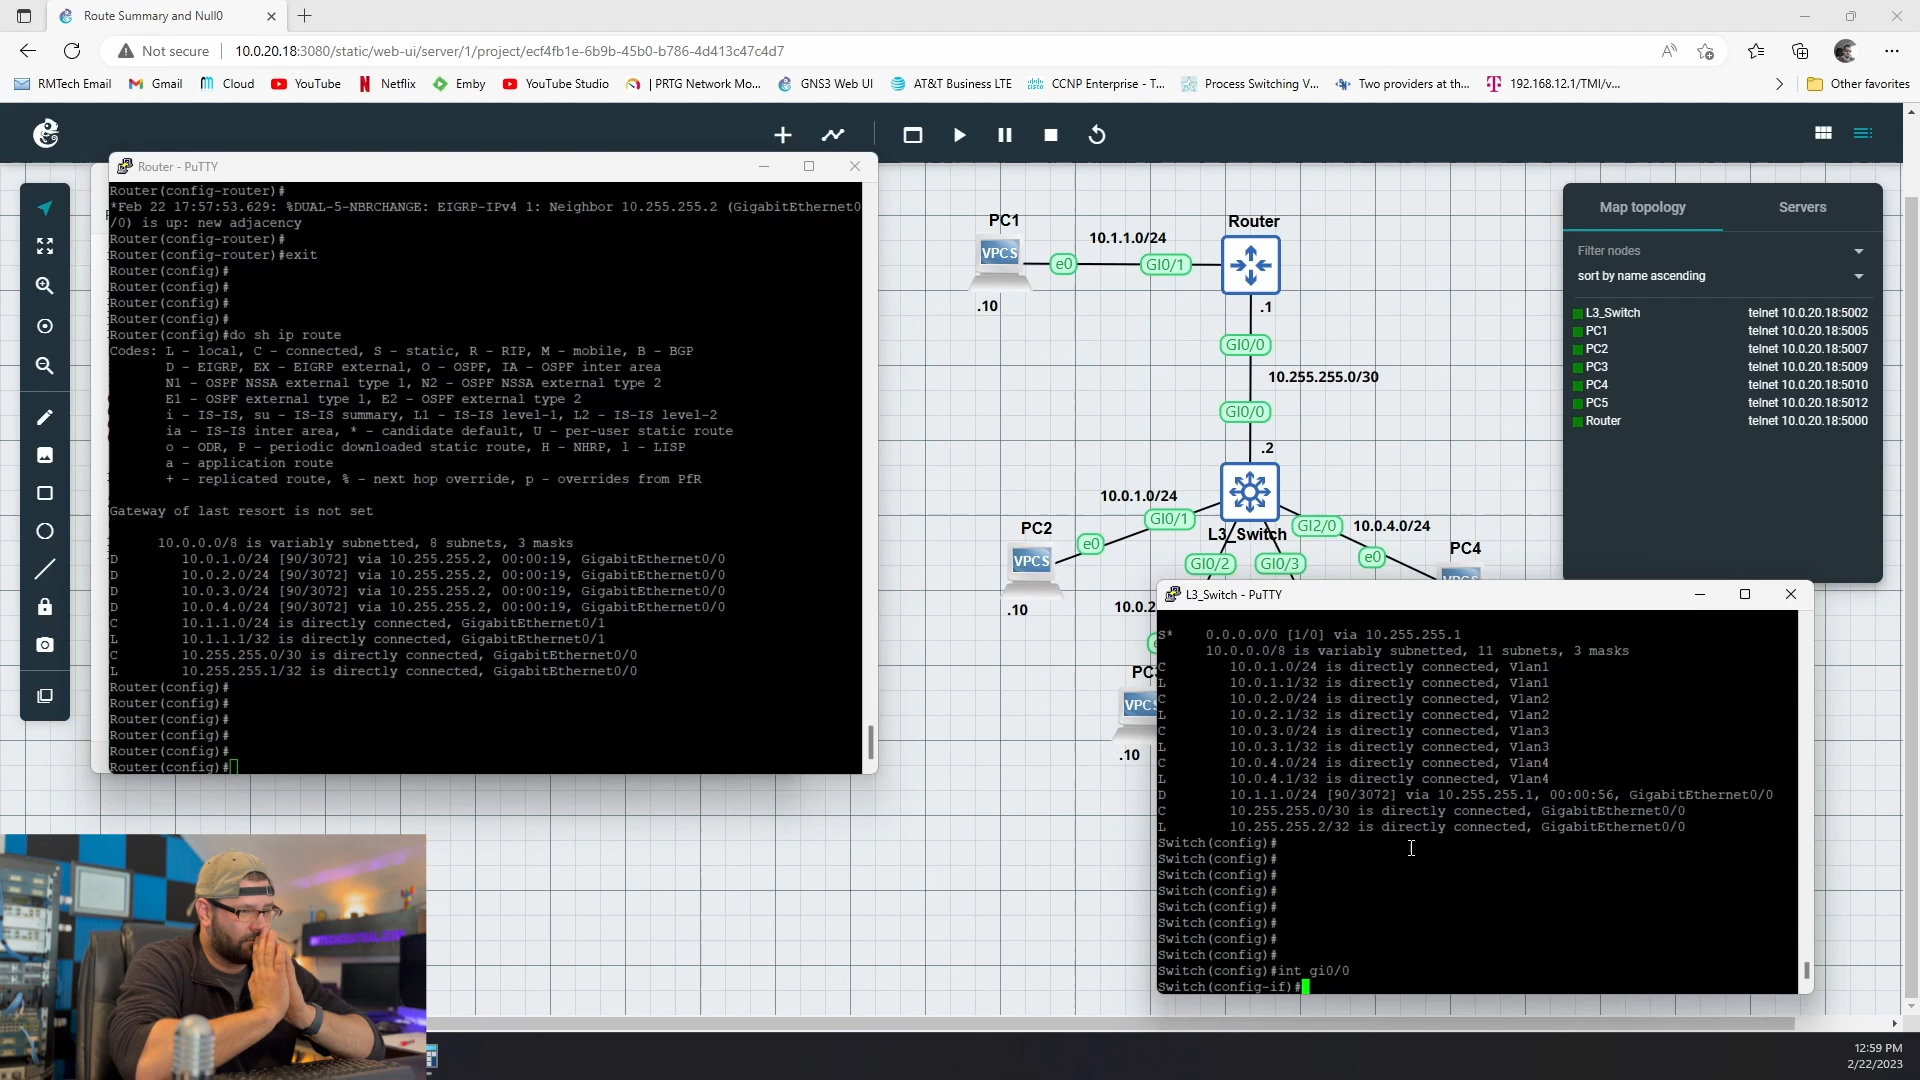 Route Summary and Null0
Not secure
10.0.20.18:3080/static/web-ui/server/1/project/ecf4fb1e-6b9b-45b0-b786-4d413c47c4d7
RMTech Email
Gmail
Cloud
YouTube
Netflix
Emby
YouTube Studio
| PRTG Network Mo...
GNS3 Web UI
AT&T Business LTE
CCNP Enterprise - T...
Process Switching V...
Two providers at th...
192.168.12.1/TMI/v...
Other favorites
Router - PuTTY
Router(config-router)#
*Feb 22 17:57:53.629: %DUAL-5-NBRCHANGE: EIGRP-IPv4 1: Neighbor 10.255.255.2 (GigabitEthernet0
/0) is up: new adjacency
Router(config-router)#
Router(config-router)#exit
Router(config)#
Router(config)#
Router(config)#
Router(config)#
Router(config)#do sh ip route
Codes: L - local, C - connected, S - static, R - RIP, M - mobile, B - BGP
D - EIGRP, EX - EIGRP external, O - OSPF, IA - OSPF inter area
N1 - OSPF NSSA external type 1, N2 - OSPF NSSA external type 2
E1 - OSPF external type 1, E2 - OSPF external type 2
i - IS-IS, su - IS-IS summary, L1 - IS-IS level-1, L2 - IS-IS level-2
ia - IS-IS inter area, * - candidate default, U - per-user static route
o - ODR, P - periodic downloaded static route, H - NHRP, l - LISP
a - application route
+ - replicated route, % - next hop override, p - overrides from PfR
Gateway of last resort is not set
10.0.0.0/8 is variably subnetted, 8 subnets, 3 masks
D 10.0.1.0/24 [90/3072] via 10.255.255.2, 00:00:19, GigabitEthernet0/0
D 10.0.2.0/24 [90/3072] via 10.255.255.2, 00:00:19, GigabitEthernet0/0
D 10.0.3.0/24 [90/3072] via 10.255.255.2, 00:00:19, GigabitEthernet0/0
D 10.0.4.0/24 [90/3072] via 10.255.255.2, 00:00:19, GigabitEthernet0/0
C 10.1.1.0/24 is directly connected, GigabitEthernet0/1
L 10.1.1.1/32 is directly connected, GigabitEthernet0/1
C 10.255.255.0/30 is directly connected, GigabitEthernet0/0
L 10.255.255.1/32 is directly connected, GigabitEthernet0/0
Router(config)#
Router(config)#
Router(config)#
Router(config)#
Router(config)#
Router(config)#
PC1
VPCS
.10
e0
10.1.1.0/24
GI0/1
Router
.1
GI0/0
10.255.255.0/30
GI0/0
.2
L3_Switch
10.0.1.0/24
GI0/1
PC2
VPCS
e0
.10
GI0/2
GI0/3
GI2/0
10.0.4.0/24
e0
PC4
VPCS
10.0.2
PC
VPCS
.10
Map topology
Servers
Filter nodes
sort by name ascending
L3_Switch telnet 10.0.20.18:5002
PC1 telnet 10.0.20.18:5005
PC2 telnet 10.0.20.18:5007
PC3 telnet 10.0.20.18:5009
PC4 telnet 10.0.20.18:5010
PC5 telnet 10.0.20.18:5012
Router telnet 10.0.20.18:5000
L3_Switch - PuTTY
S* 0.0.0.0/0 [1/0] via 10.255.255.1
10.0.0.0/8 is variably subnetted, 11 subnets, 3 masks
C 10.0.1.0/24 is directly connected, Vlan1
L 10.0.1.1/32 is directly connected, Vlan1
C 10.0.2.0/24 is directly connected, Vlan2
L 10.0.2.1/32 is directly connected, Vlan2
C 10.0.3.0/24 is directly connected, Vlan3
L 10.0.3.1/32 is directly connected, Vlan3
C 10.0.4.0/24 is directly connected, Vlan4
L 10.0.4.1/32 is directly connected, Vlan4
D 10.1.1.0/24 [90/3072] via 10.255.255.1, 00:00:56, GigabitEthernet0/0
C 10.255.255.0/30 is directly connected, GigabitEthernet0/0
L 10.255.255.2/32 is directly connected, GigabitEthernet0/0
Switch(config)#
Switch(config)#
Switch(config)#
Switch(config)#
Switch(config)#
Switch(config)#
Switch(config)#
Switch(config)#
Switch(config)#int gi0/0
Switch(config-if)#
12:59 PM
2/22/2023